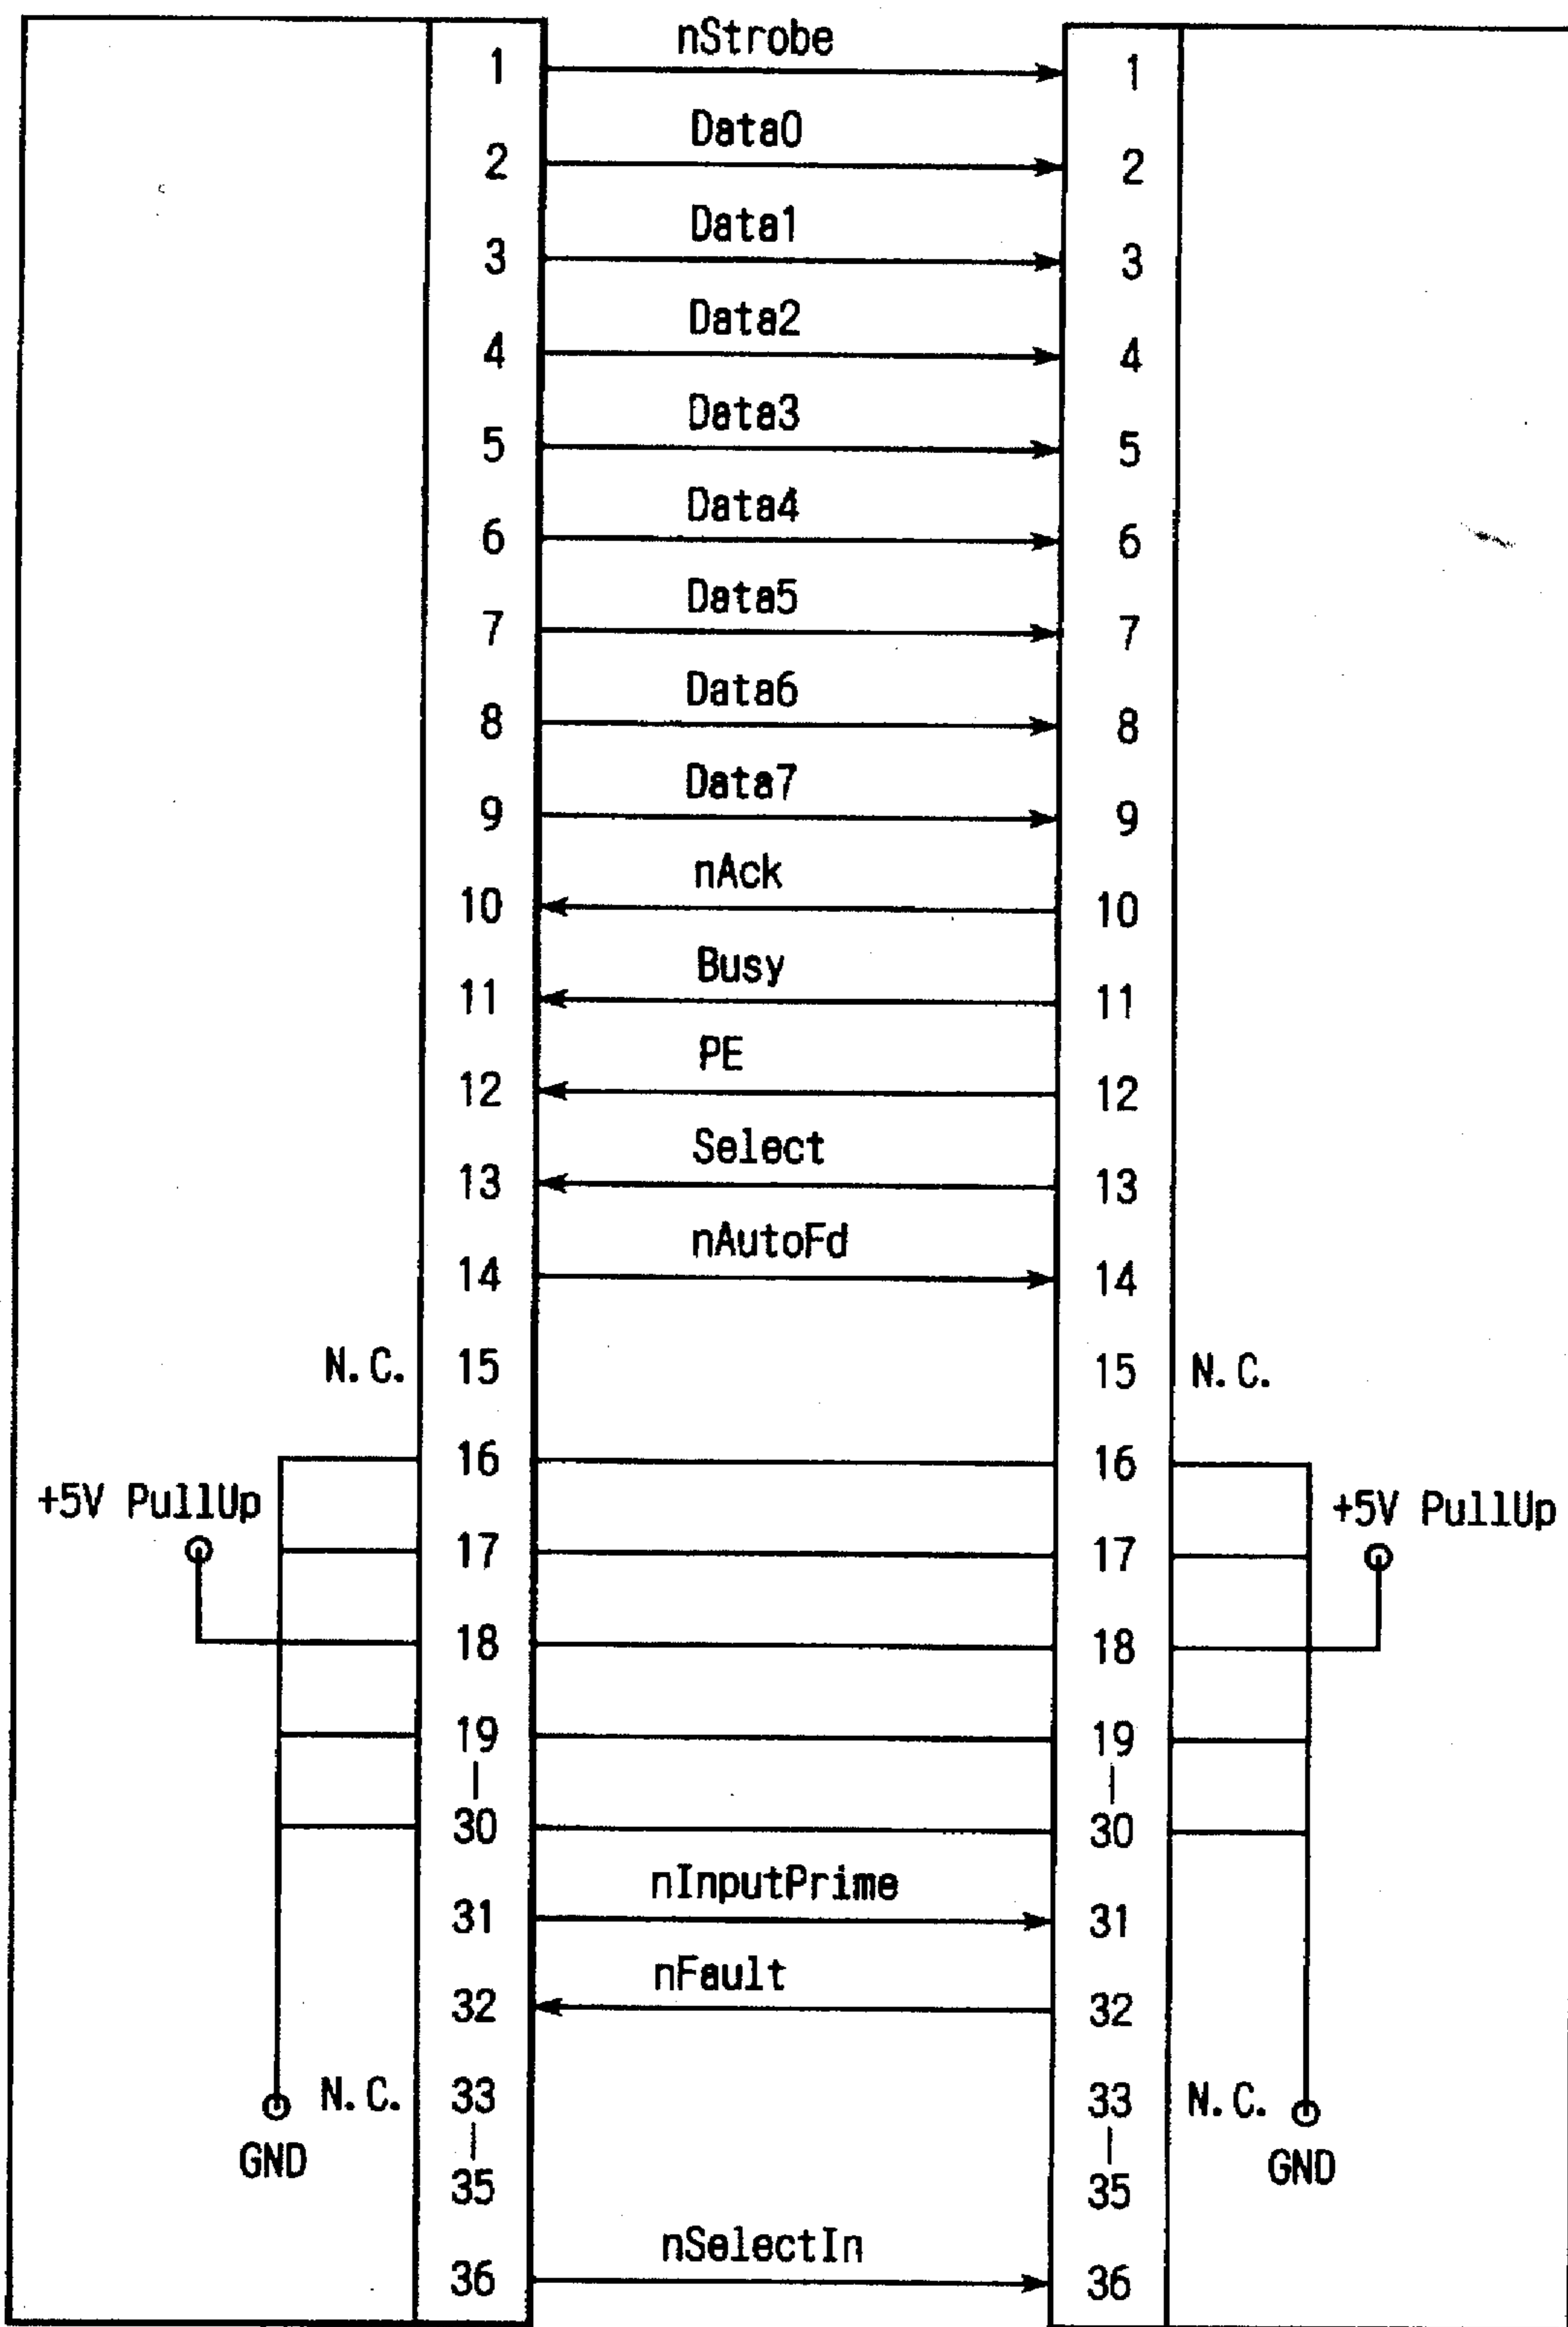 nStrobe
1 1
Data0
2 2
Data1
3 3
Data2
4 4
Data3
5 5
Data4
6 6
Data5
7 7
Data6
8 8
Data7
9 9
nAck
10 10
Busy
11 11
PE
12 12
Select
13 13
nAutoFd
14 14
N.C. 15 15 N.C.
16 16
+5V PullUp +5V PullUp
17 17
18 18
19 19
| |
30 30
nInputPrime
31 31
nFault
32 32
N.C. 33 33 N.C.
| |
GND GND
35 35
nSelectIn
36 36